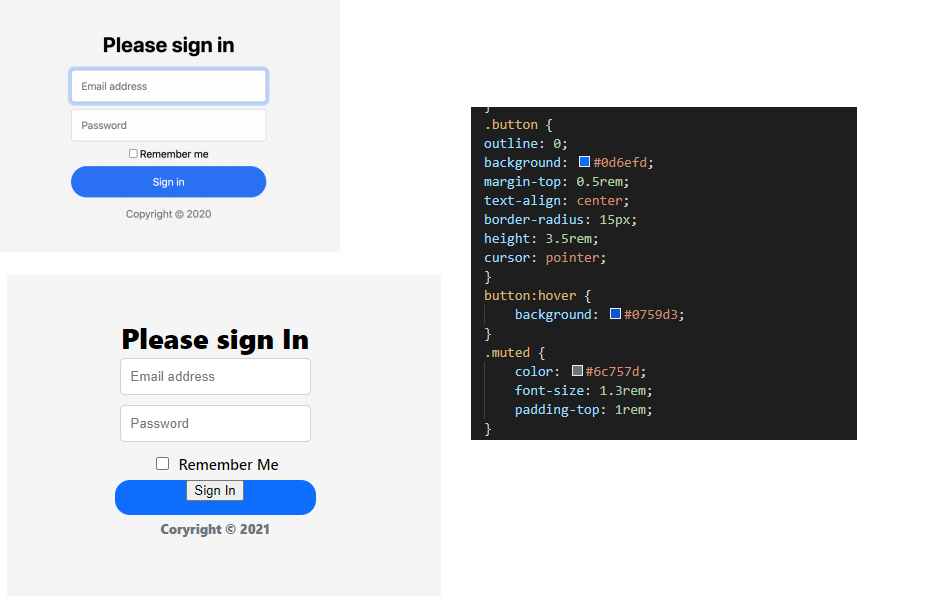 Please sign in
Email address
Password
Remember me
Sign in
Copyright © 2020
Please sign In
Email address
Password
Remember Me
Sign In
Coryright © 2021
}
.button {
outline: 0;
background: #0d6efd;
margin-top: 0.5rem;
text-align: center;
border-radius: 15px;
height: 3.5rem;
cursor: pointer;
}
button:hover {
background: #0759d3;
}
.muted {
color: #6c757d;
font-size: 1.3rem;
padding-top: 1rem;
}